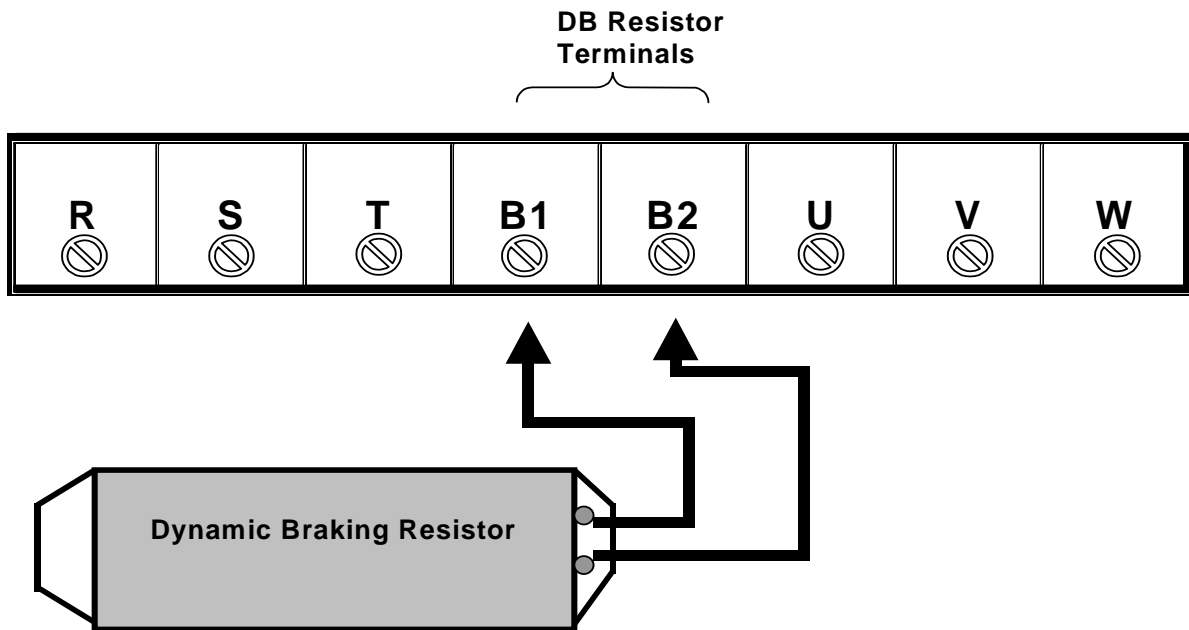 DB Resistor
Terminals
R S T B1 B2 U V W
Dynamic Braking Resistor